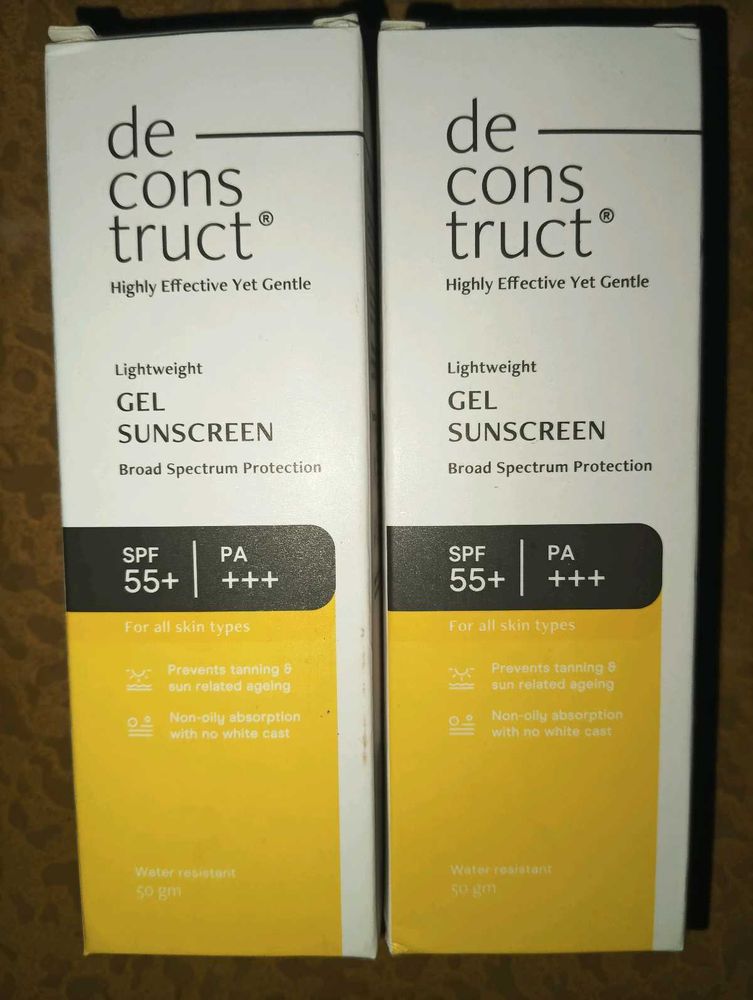 de
cons
truct®
Highly Effective Yet Gentle
Lightweight
GEL
SUNSCREEN
Broad Spectrum Protection
SPF
55+
PA
+++
For all skin types
Prevents tanning &
sun related ageing
Non-oily absorption
with no white cast
Water resistant
50 gm
de
cons
truct®
Highly Effective Yet Gentle
Lightweight
GEL
SUNSCREEN
Broad Spectrum Protection
SPF
55+
PA
+++
For all skin types
Prevents tanning &
sun related ageing
Non-oily absorption
with no white cast
Water resistant
50 gm